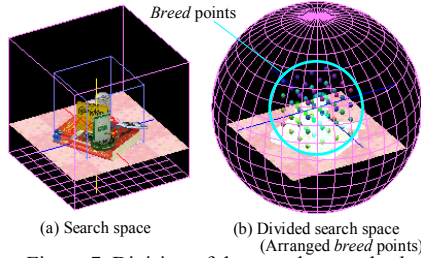 Breed points
(a) Search space
(b) Divided search space
(Arranged breed points)